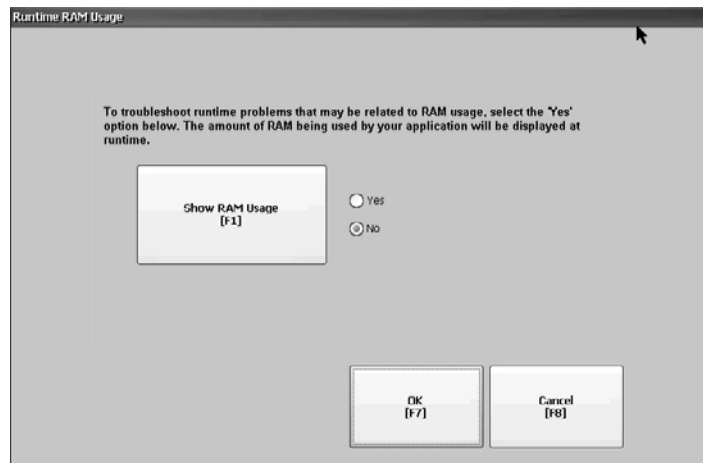 Runtime RAM Usage
To troubleshoot runtime problems that may be related to RAM usage, select the 'Yes'
option below. The amount of RAM being used by your application will be displayed at
runtime.
Show RAM Usage
[F1]
Yes
No
OK
[F7]
Cancel
[F8]